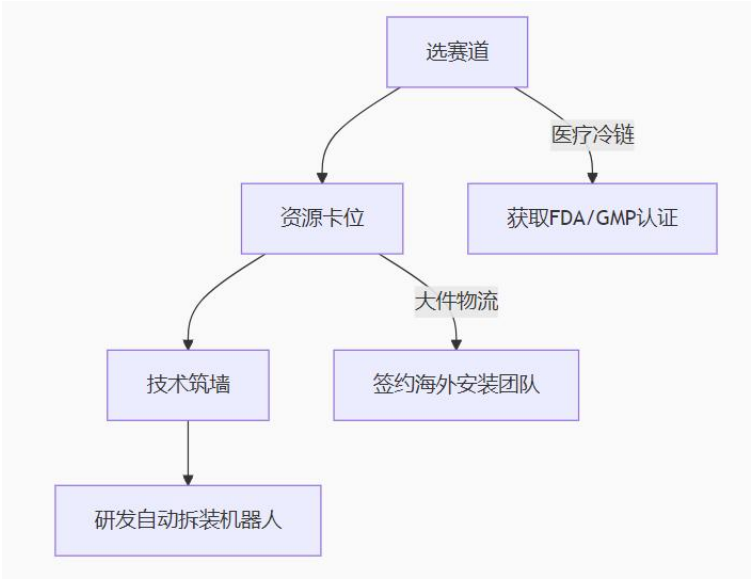 选赛道
医疗冷链
资源卡位
获取FDA/GMP认证
大件物流
技术筑墙
签约海外安装团队
研发自动拆装机器人